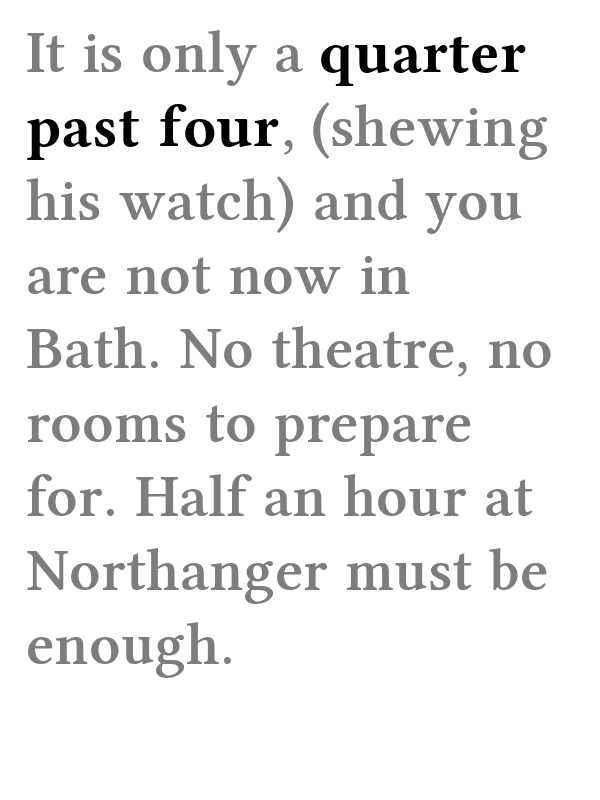 It is only a quarter
past four, (shewing
his watch) and you
are not now in
Bath. No theatre, no
rooms to prepare
for. Half an hour at
Northanger must be
enough.